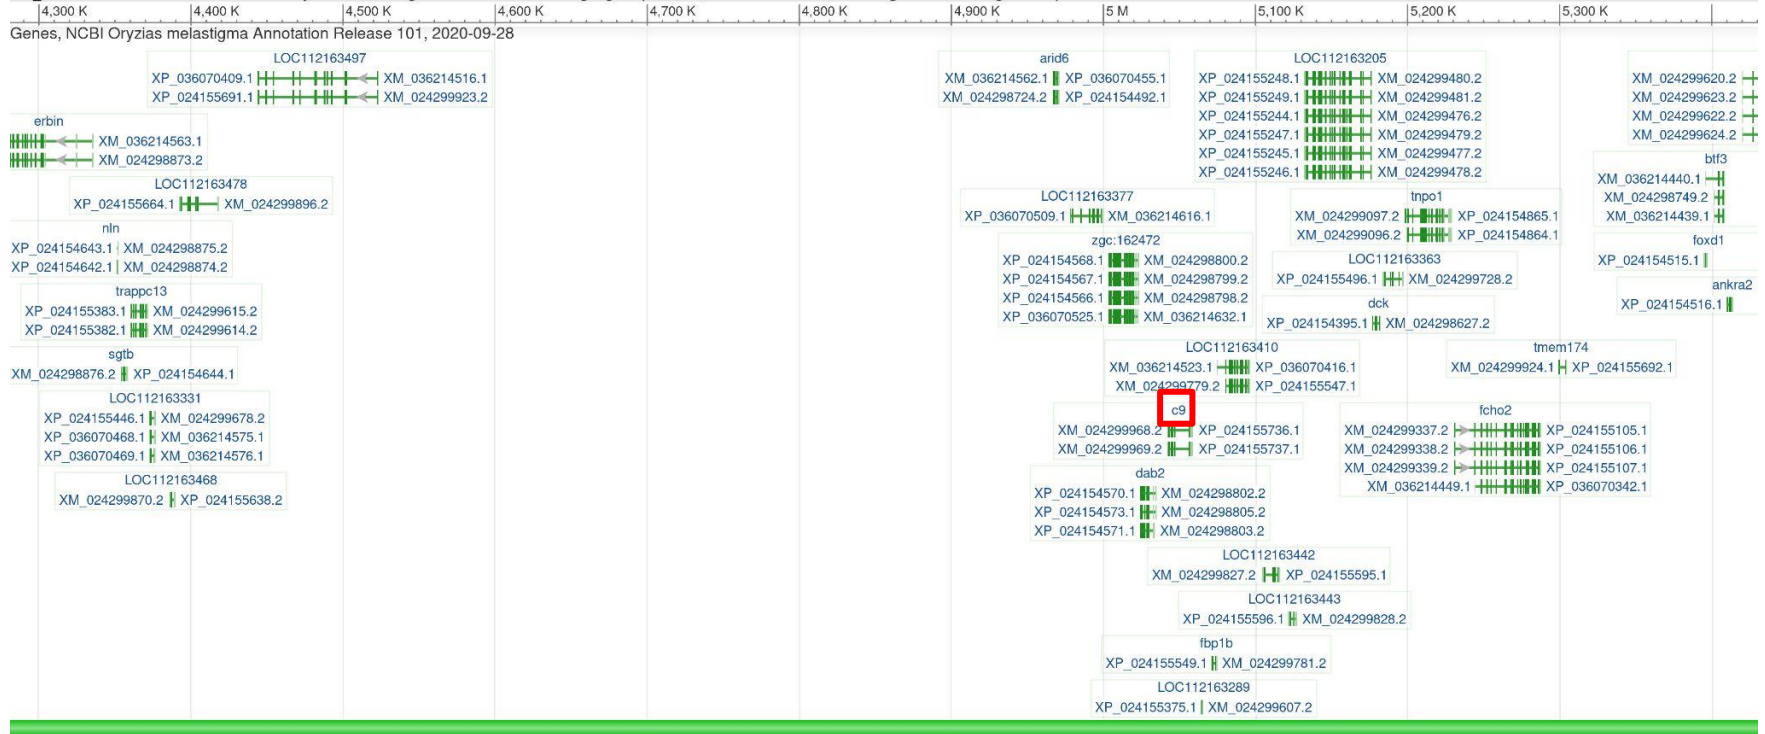 4,300 K 4,400 K 4,500 K 4,600 K 4,700 K 4,800 K 4,900 K 5 M 5,100 K 5,200 K 5,300 K
Genes, NCBI Oryzias melastigma Annotation Release 101, 2020-09-28
LOC112163497
XP_036070409.1 XM_036214516.1
XP_024155691.1 XM_024299923.2
erbin
XM_036214563.1
XM_024298873.2
LOC112163478
XP_024155664.1 XM_024299896.2
nln
XP_024154643.1 XM_024298875.2
XP_024154642.1 XM_024298874.2
trappc13
XP_024155383.1 XM_024299615.2
XP_024155382.1 XM_024299614.2
sgtb
XM_024298876.2 XP_024154644.1
LOC112163331
XP_024155446.1 XM_024299678.2
XP_036070468.1 XM_036214575.1
XP_036070469.1 XM_036214576.1
LOC112163468
XM_024299870.2 XP_024155638.2
arid6
XM_036214562.1 XP_036070455.1
XM_024298724.2 XP_024154492.1
LOC112163377
XP_036070509.1 XM_036214616.1
zgc:162472
XP_024154568.1 XM_024298800.2
XP_024154567.1 XM_024298799.2
XP_024154566.1 XM_024298798.2
XP_036070525.1 XM_036214632.1
LOC112163410
XM_036214523.1 XP_036070416.1
XM_024299779.2 XP_024155547.1
c9
XM_024299968.2 XP_024155736.1
XM_024299969.2 XP_024155737.1
dab2
XP_024154570.1 XM_024298802.2
XP_024154573.1 XM_024298805.2
XP_024154571.1 XM_024298803.2
LOC112163442
XM_024299827.2 XP_024155595.1
LOC112163443
XP_024155596.1 XM_024299828.2
fbp1b
XP_024155549.1 XM_024299781.2
LOC112163289
XP_024155375.1 XM_024299607.2
LOC112163205
XP_024155248.1 XM_024299480.2
XP_024155249.1 XM_024299481.2
XP_024155244.1 XM_024299476.2
XP_024155247.1 XM_024299479.2
XP_024155245.1 XM_024299477.2
XP_024155246.1 XM_024299478.2
tnpo1
XM_024299097.2 XP_024154865.1
XM_024299096.2 XP_024154864.1
LOC112163363
XP_024155496.1 XM_024299728.2
dck
XP_024154395.1 XM_024298627.2
tmem174
XM_024299924.1 XP_024155692.1
fcho2
XM_024299337.2 XP_024155105.1
XM_024299338.2 XP_024155106.1
XM_024299339.2 XP_024155107.1
XM_036214449.1 XP_036070342.1
XM_024299620.2
XM_024299623.2
XM_024299622.2
XM_024299624.2
btf3
XM_036214440.1
XM_024298749.2
XM_036214439.1
foxd1
XP_024154515.1
ankra2
XP_024154516.1